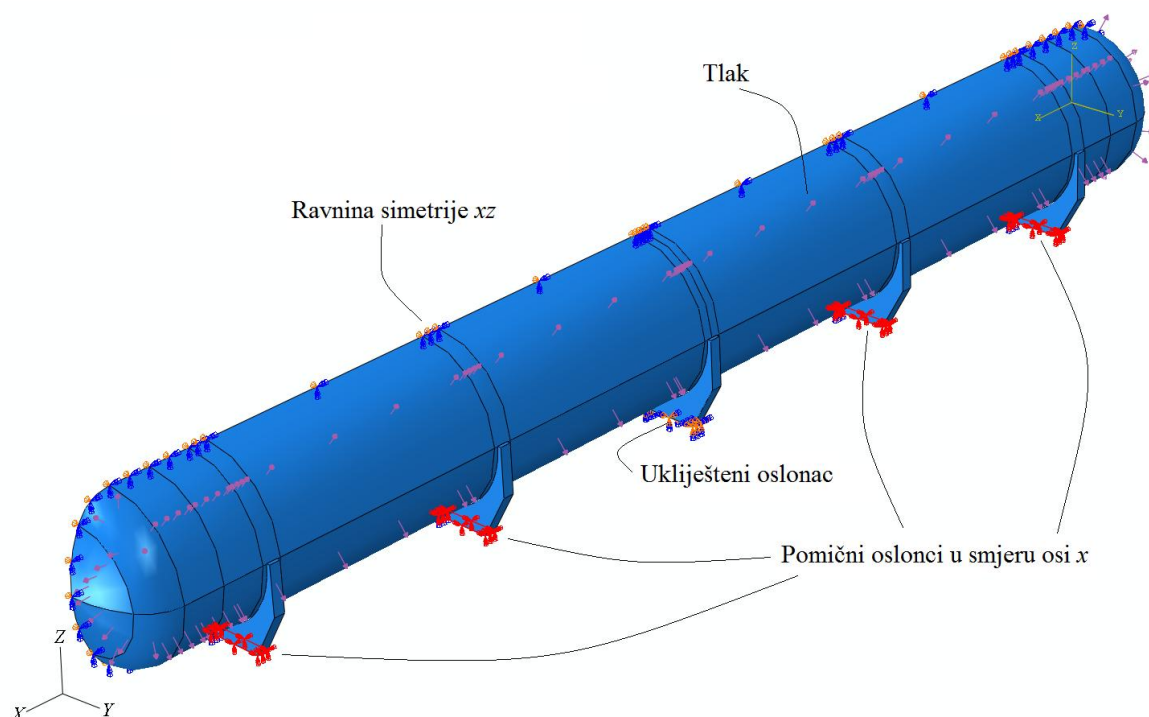 Tlak
Ravnina simetrije xz
Ukliješteni oslonac
Pomični oslonci u smjeru osi x
Z
X
Y
Z
X
Y